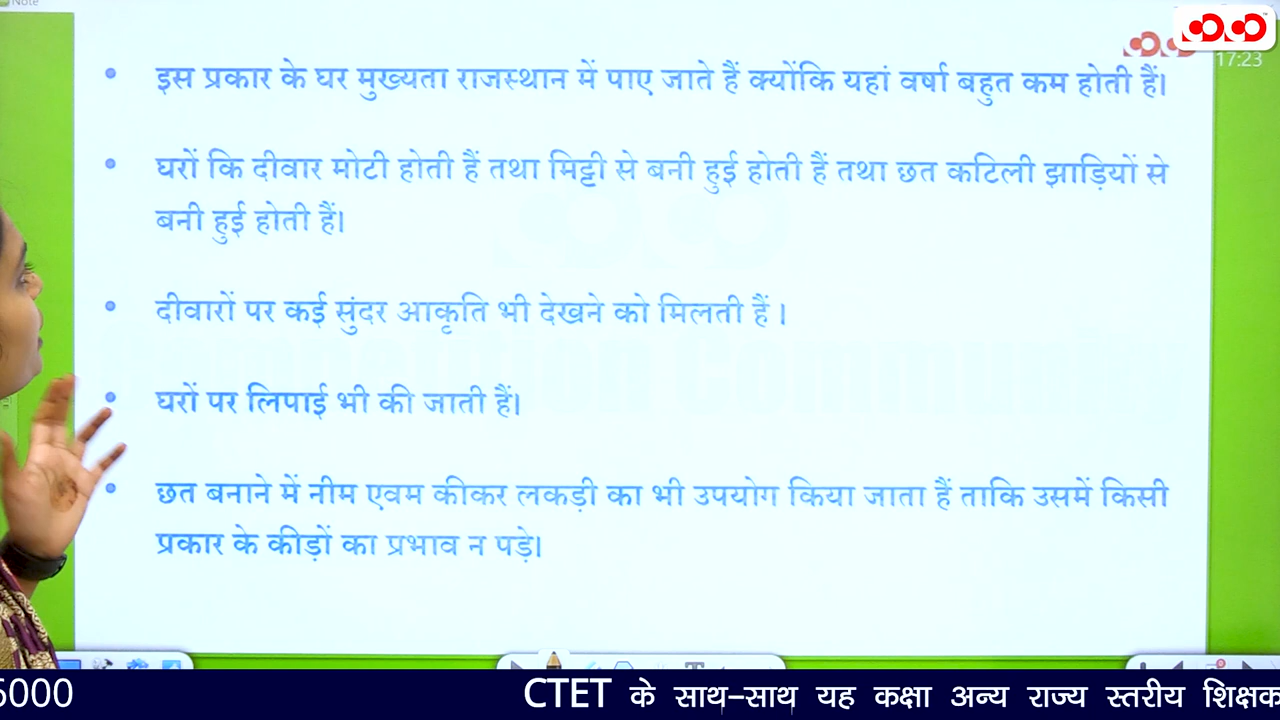 Note
17:23
इस प्रकार के घर मुख्यता राजस्थान में पाए जाते हैं क्योंकि यहां वर्षा बहुत कम होती हैं।
घरों कि दीवार मोटी होती हैं तथा मिट्टी से बनी हुई होती हैं तथा छत कटिली झाड़ियों से
बनी हुई होती हैं।
दीवारों पर कई सुंदर आकृति भी देखने को मिलती हैं ।
घरों पर लिपाई भी की जाती हैं।
छत बनाने में नीम एवम कीकर लकड़ी का भी उपयोग किया जाता हैं ताकि उसमें किसी
प्रकार के कीड़ों का प्रभाव न पड़े।
6000 CTET के साथ-साथ यह कक्षा अन्य राज्य स्तरीय शिक्षक